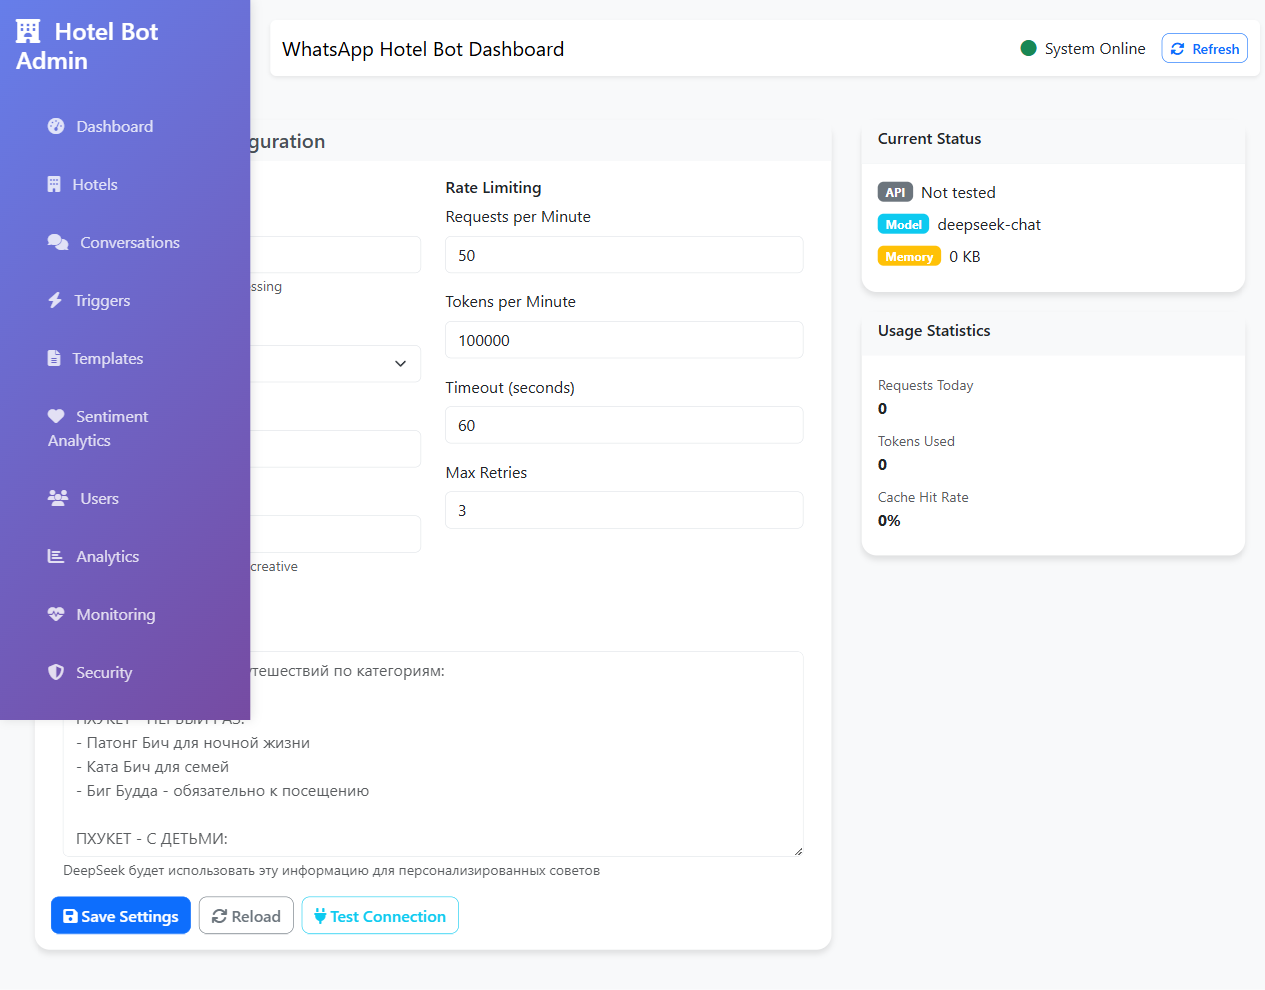 Hotel Bot
Admin
Dashboard
Hotels
Conversations
Triggers
Templates
Sentiment
Analytics
Users
Analytics
Monitoring
Security
WhatsApp Hotel Bot Dashboard
System Online
Refresh
guration
ssing
creative
Rate Limiting
Requests per Minute
50
Tokens per Minute
100000
Timeout (seconds)
60
Max Retries
3
утешествий по категориям:
- Патонг Бич для ночной жизни
- Ката Бич для семей
- Биг Будда - обязательно к посещению
ПХУКЕТ - С ДЕТЬМИ:
DeepSeek будет использовать эту информацию для персонализированных советов
Save Settings
Reload
Test Connection
Current Status
API Not tested
Model deepseek-chat
Memory 0 KB
Usage Statistics
Requests Today
0
Tokens Used
0
Cache Hit Rate
0%